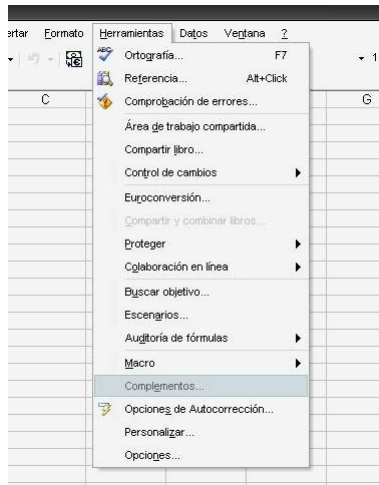 Formato Herramientas Datos Ventana ?
Ortografía... F7
Referencia... Alt+Click
Comprobación de errores...
Área de trabajo compartida...
Compartir libro...
Control de cambios
Euroconversión...
Compartir y combinar libros...
Proteger
Colaboración en línea
Buscar objetivo...
Escenarios...
Auditoría de fórmulas
Macro
Complementos...
Opciones de Autocorrección...
Personalizar...
Opciones...
C G